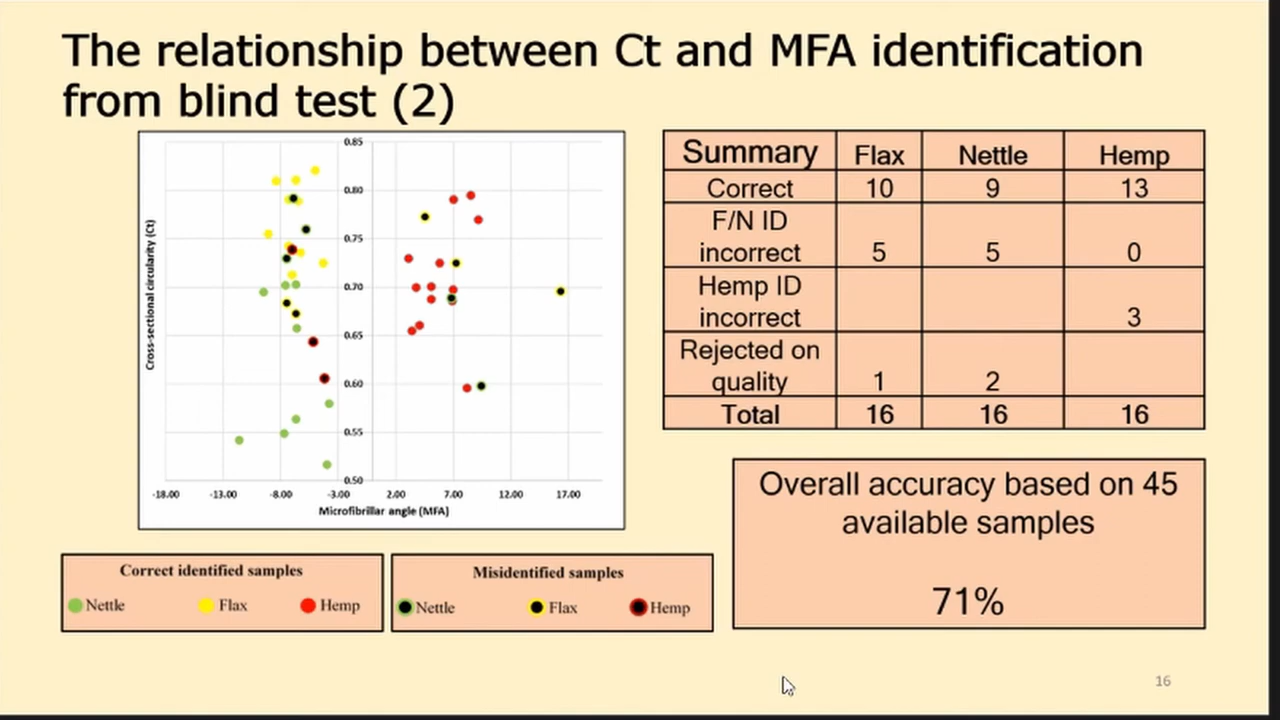 The relationship between Ct and MFA identification
from blind test (2)
0.85
0.80
0.75
0.70
0.65
0.60
0.55
0.50
Cross-sectional circularity (Ct)
-18.00 -13.00 -8.00 -3.00 2.00 7.00 12.00 17.00
Microfibrillar angle (MFA)
Summary Flax Nettle Hemp
Correct 10 9 13
F/N ID
incorrect 5 5 0
Hemp ID
incorrect 3
Rejected on
quality 1 2
Total 16 16 16
Overall accuracy based on 45
available samples
71%
Correct identified samples
Nettle Flax Hemp
Misidentified samples
Nettle Flax Hemp
16